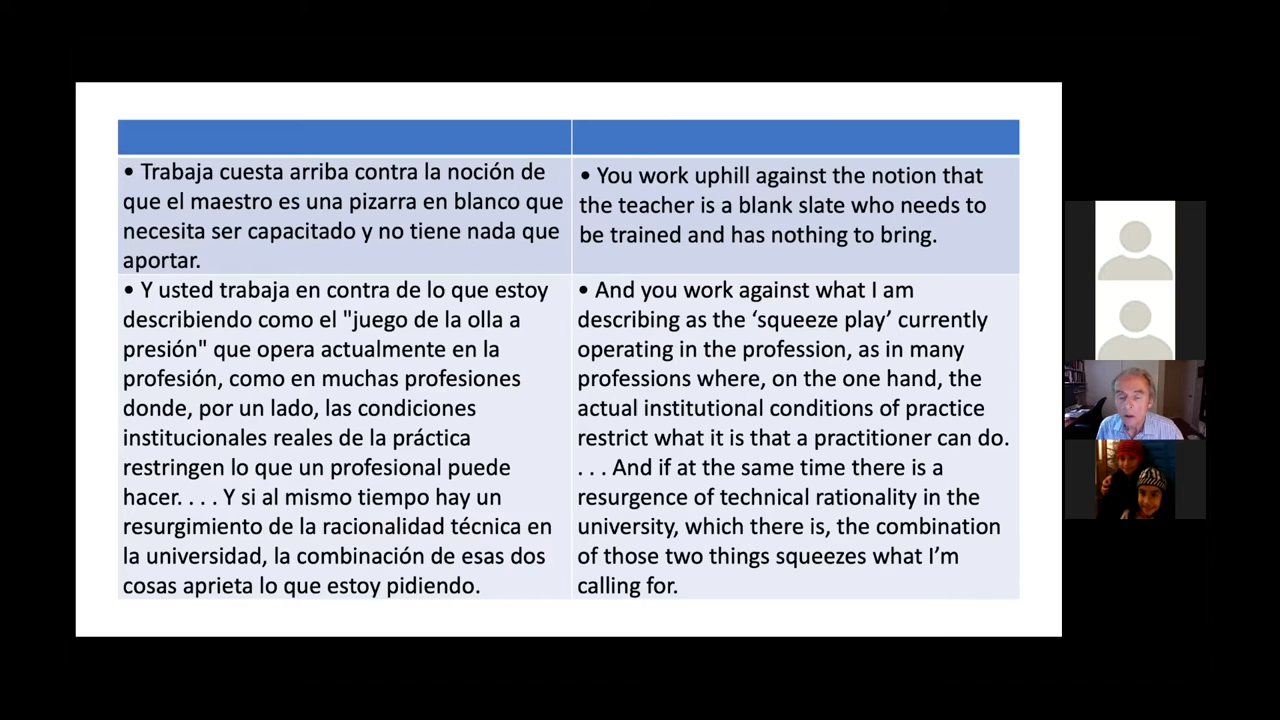 • Trabaja cuesta arriba contra la noción de
que el maestro es una pizarra en blanco que
necesita ser capacitado y no tiene nada que
aportar.
• You work uphill against the notion that
the teacher is a blank slate who needs to
be trained and has nothing to bring.
• Y usted trabaja en contra de lo que estoy
describiendo como el "juego de la olla a
presión" que opera actualmente en la
profesión, como en muchas profesiones
donde, por un lado, las condiciones
institucionales reales de la práctica
restringen lo que un profesional puede
hacer. . . . Y si al mismo tiempo hay un
resurgimiento de la racionalidad técnica en
la universidad, la combinación de esas dos
cosas aprieta lo que estoy pidiendo.
• And you work against what I am
describing as the ‘squeeze play’ currently
operating in the profession, as in many
professions where, on the one hand, the
actual institutional conditions of practice
restrict what it is that a practitioner can do.
. . . And if at the same time there is a
resurgence of technical rationality in the
university, which there is, the combination
of those two things squeezes what I’m
calling for.